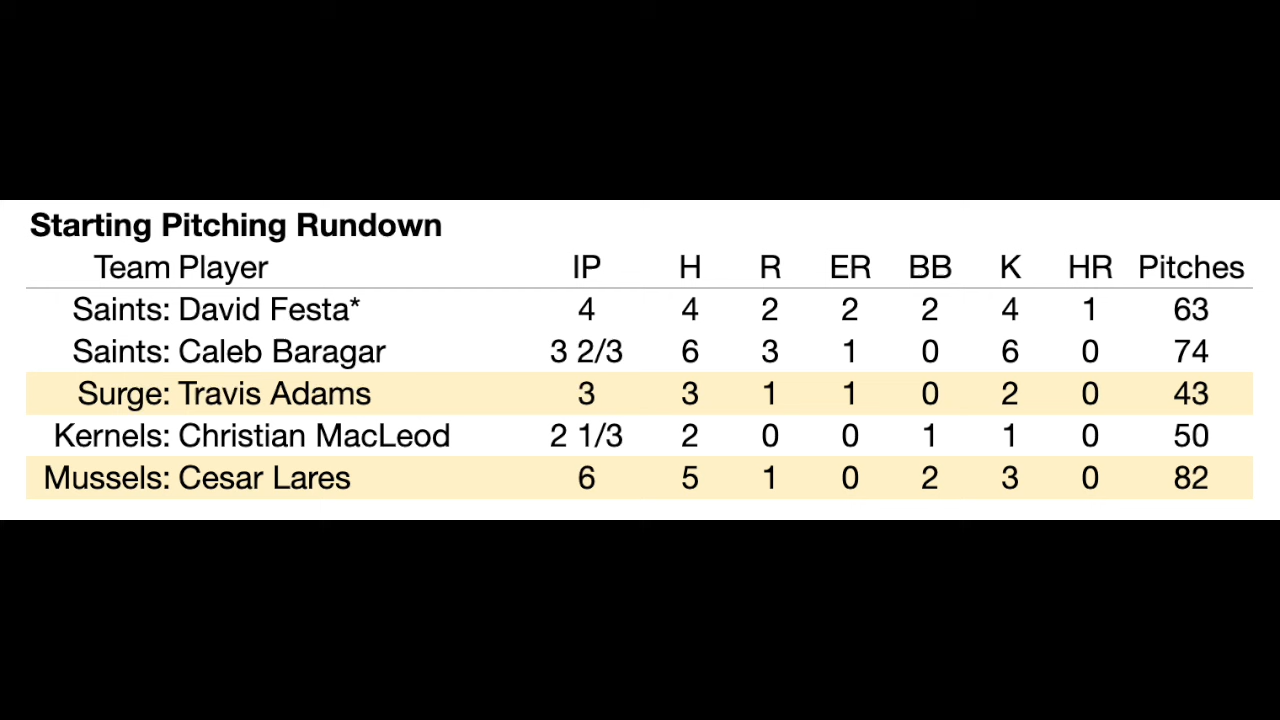 Starting Pitching Rundown
Team Player IP H R ER BB K HR Pitches
Saints: David Festa* 4 4 2 2 2 4 1 63
Saints: Caleb Baragar 3 2/3 6 3 1 0 6 0 74
Surge: Travis Adams 3 3 1 1 0 2 0 43
Kernels: Christian MacLeod 2 1/3 2 0 0 1 1 0 50
Mussels: Cesar Lares 6 5 1 0 2 3 0 82